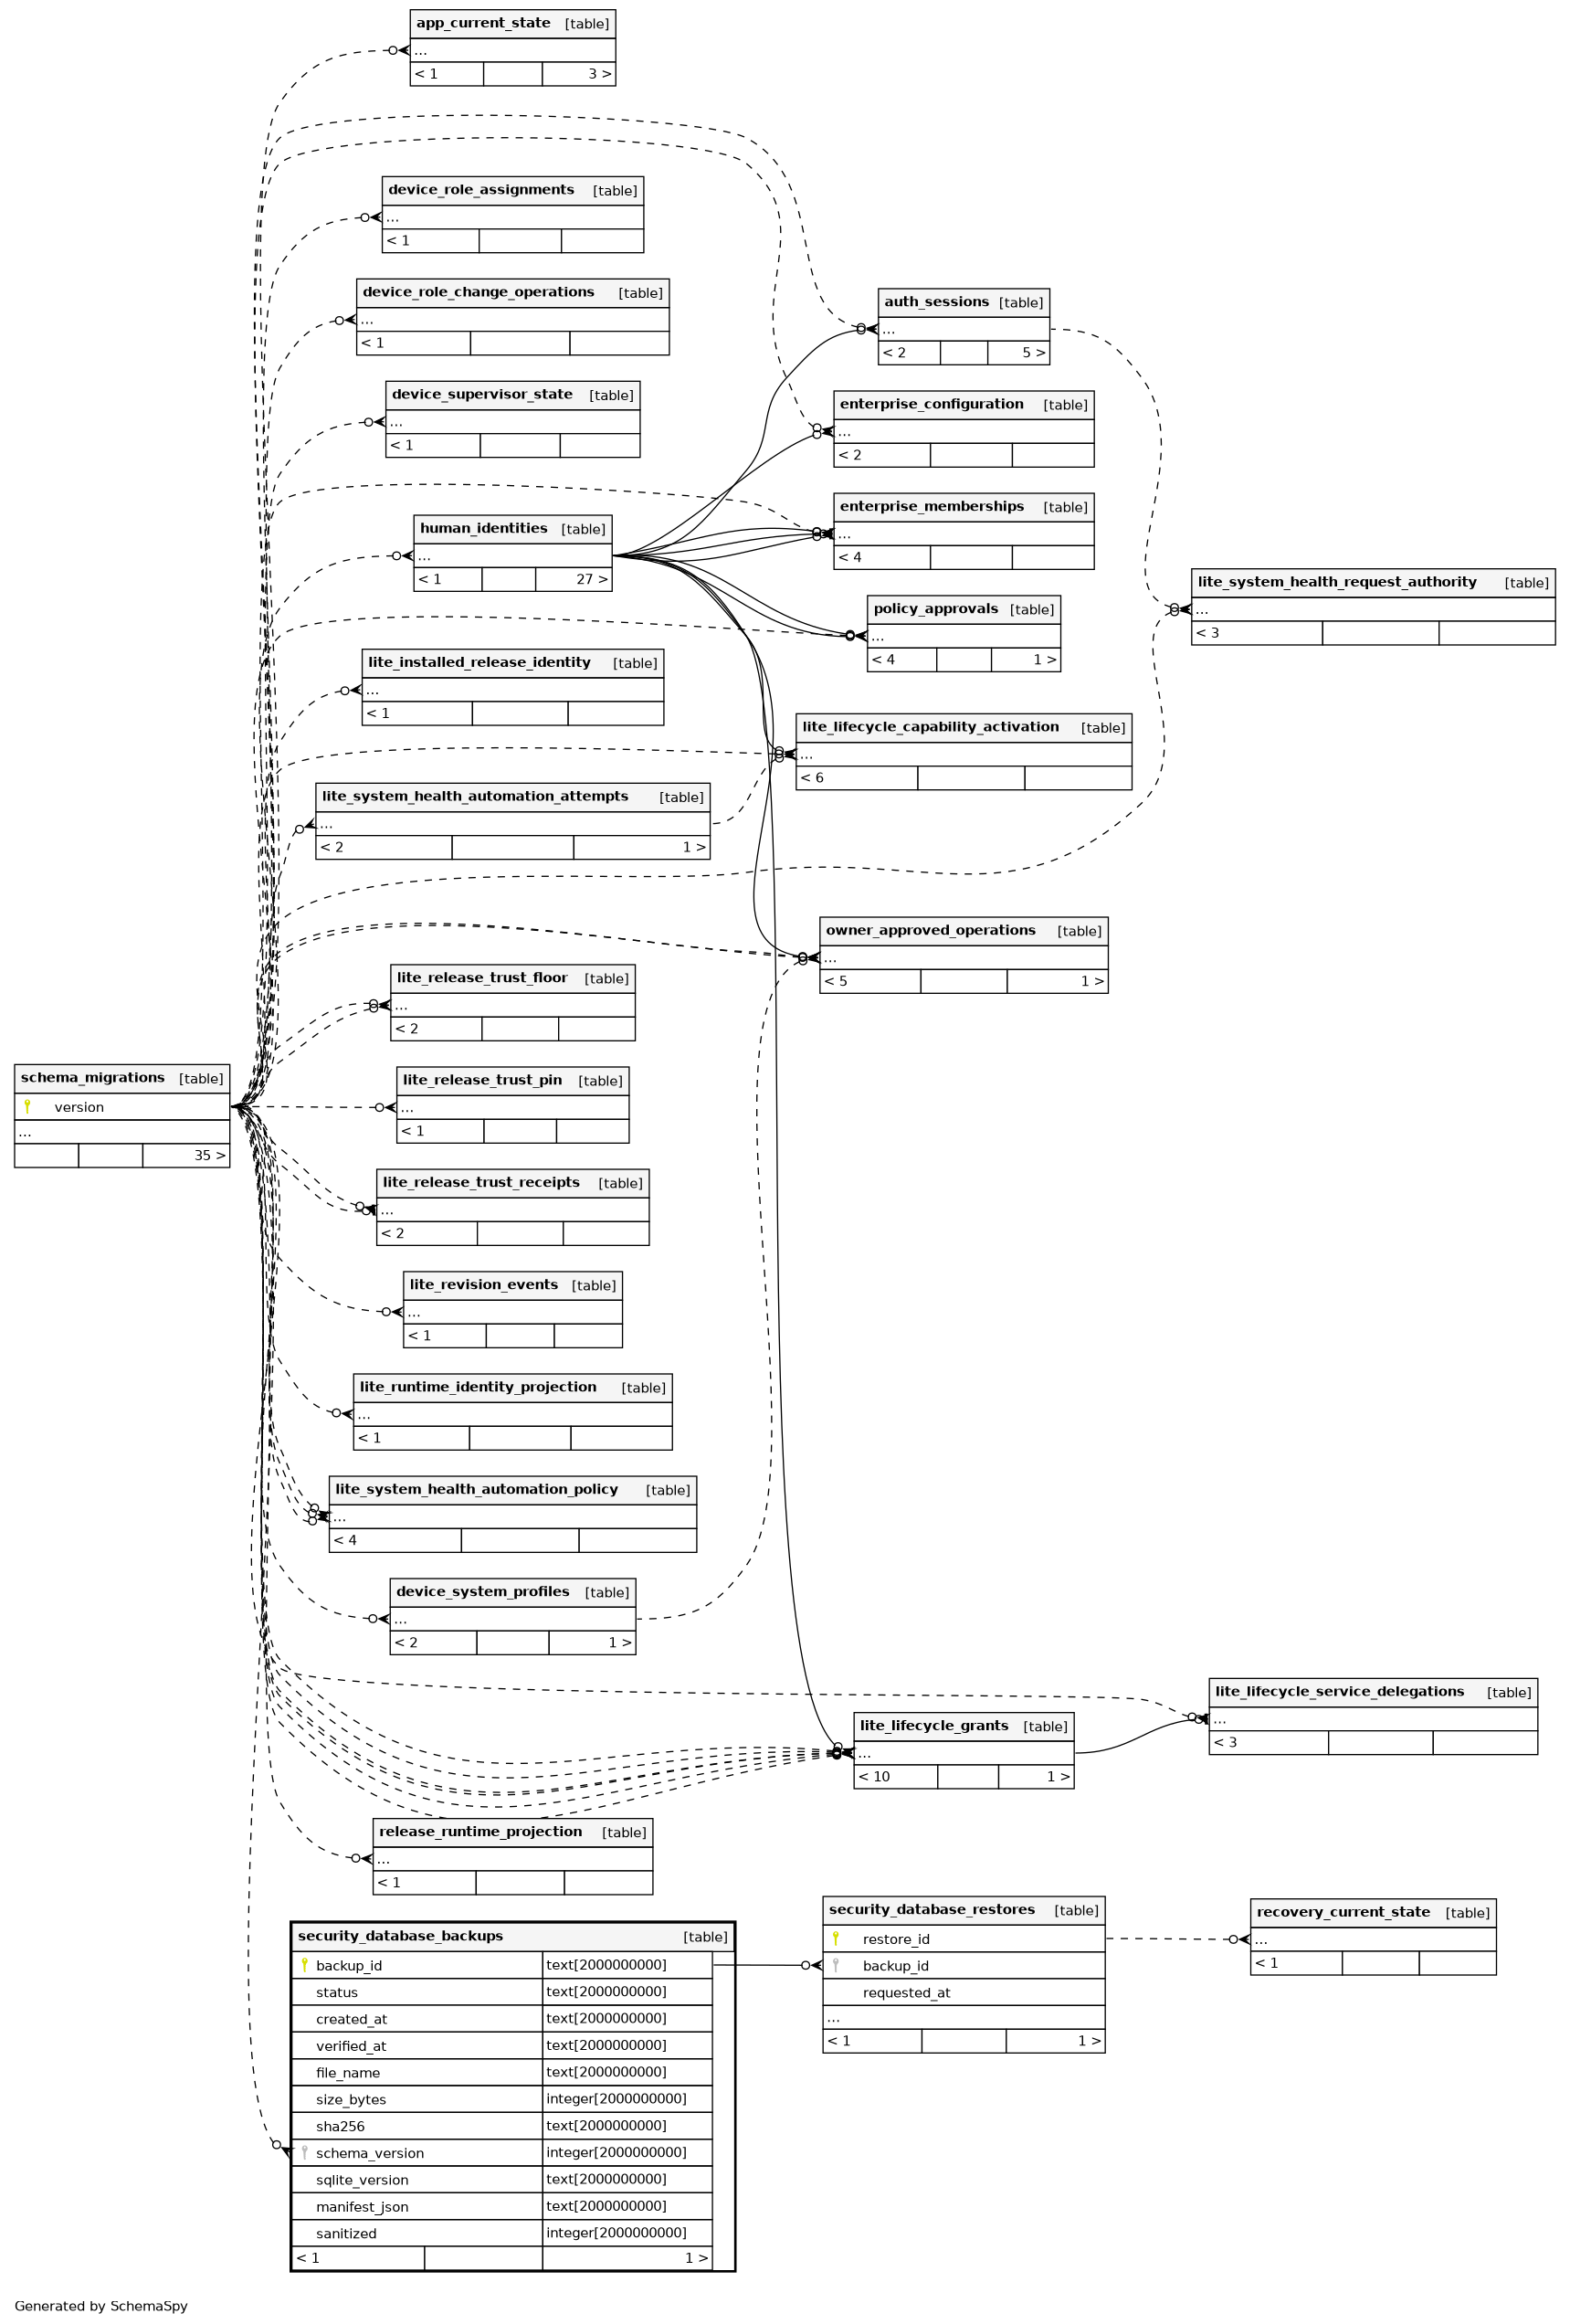 app_current_state [table]
...
< 1 3 >
device_role_assignments [table]
...
< 1
device_role_change_operations [table]
...
< 1
auth_sessions [table]
...
< 2 5 >
device_supervisor_state [table]
...
< 1
enterprise_configuration [table]
...
< 2
enterprise_memberships [table]
...
< 4
human_identities [table]
...
< 1 27 >
lite_system_health_request_authority [table]
...
< 3
policy_approvals [table]
...
< 4 1 >
lite_installed_release_identity [table]
...
< 1
lite_lifecycle_capability_activation [table]
...
< 6
lite_system_health_automation_attempts [table]
...
< 2 1 >
owner_approved_operations [table]
...
< 5 1 >
lite_release_trust_floor [table]
...
< 2
schema_migrations [table]
version
...
35 >
lite_release_trust_pin [table]
...
< 1
lite_release_trust_receipts [table]
...
< 2
lite_revision_events [table]
...
< 1
lite_runtime_identity_projection [table]
...
< 1
lite_system_health_automation_policy [table]
...
< 4
device_system_profiles [table]
...
< 2 1 >
lite_lifecycle_service_delegations [table]
...
< 3
lite_lifecycle_grants [table]
...
< 10 1 >
release_runtime_projection [table]
...
< 1
security_database_restores [table]
restore_id
backup_id
requested_at
...
< 1 1 >
recovery_current_state [table]
...
< 1
security_database_backups [table]
backup_id text[2000000000]
status text[2000000000]
created_at text[2000000000]
verified_at text[2000000000]
file_name text[2000000000]
size_bytes integer[2000000000]
sha256 text[2000000000]
schema_version integer[2000000000]
sqlite_version text[2000000000]
manifest_json text[2000000000]
sanitized integer[2000000000]
< 1 1 >
Generated by SchemaSpy